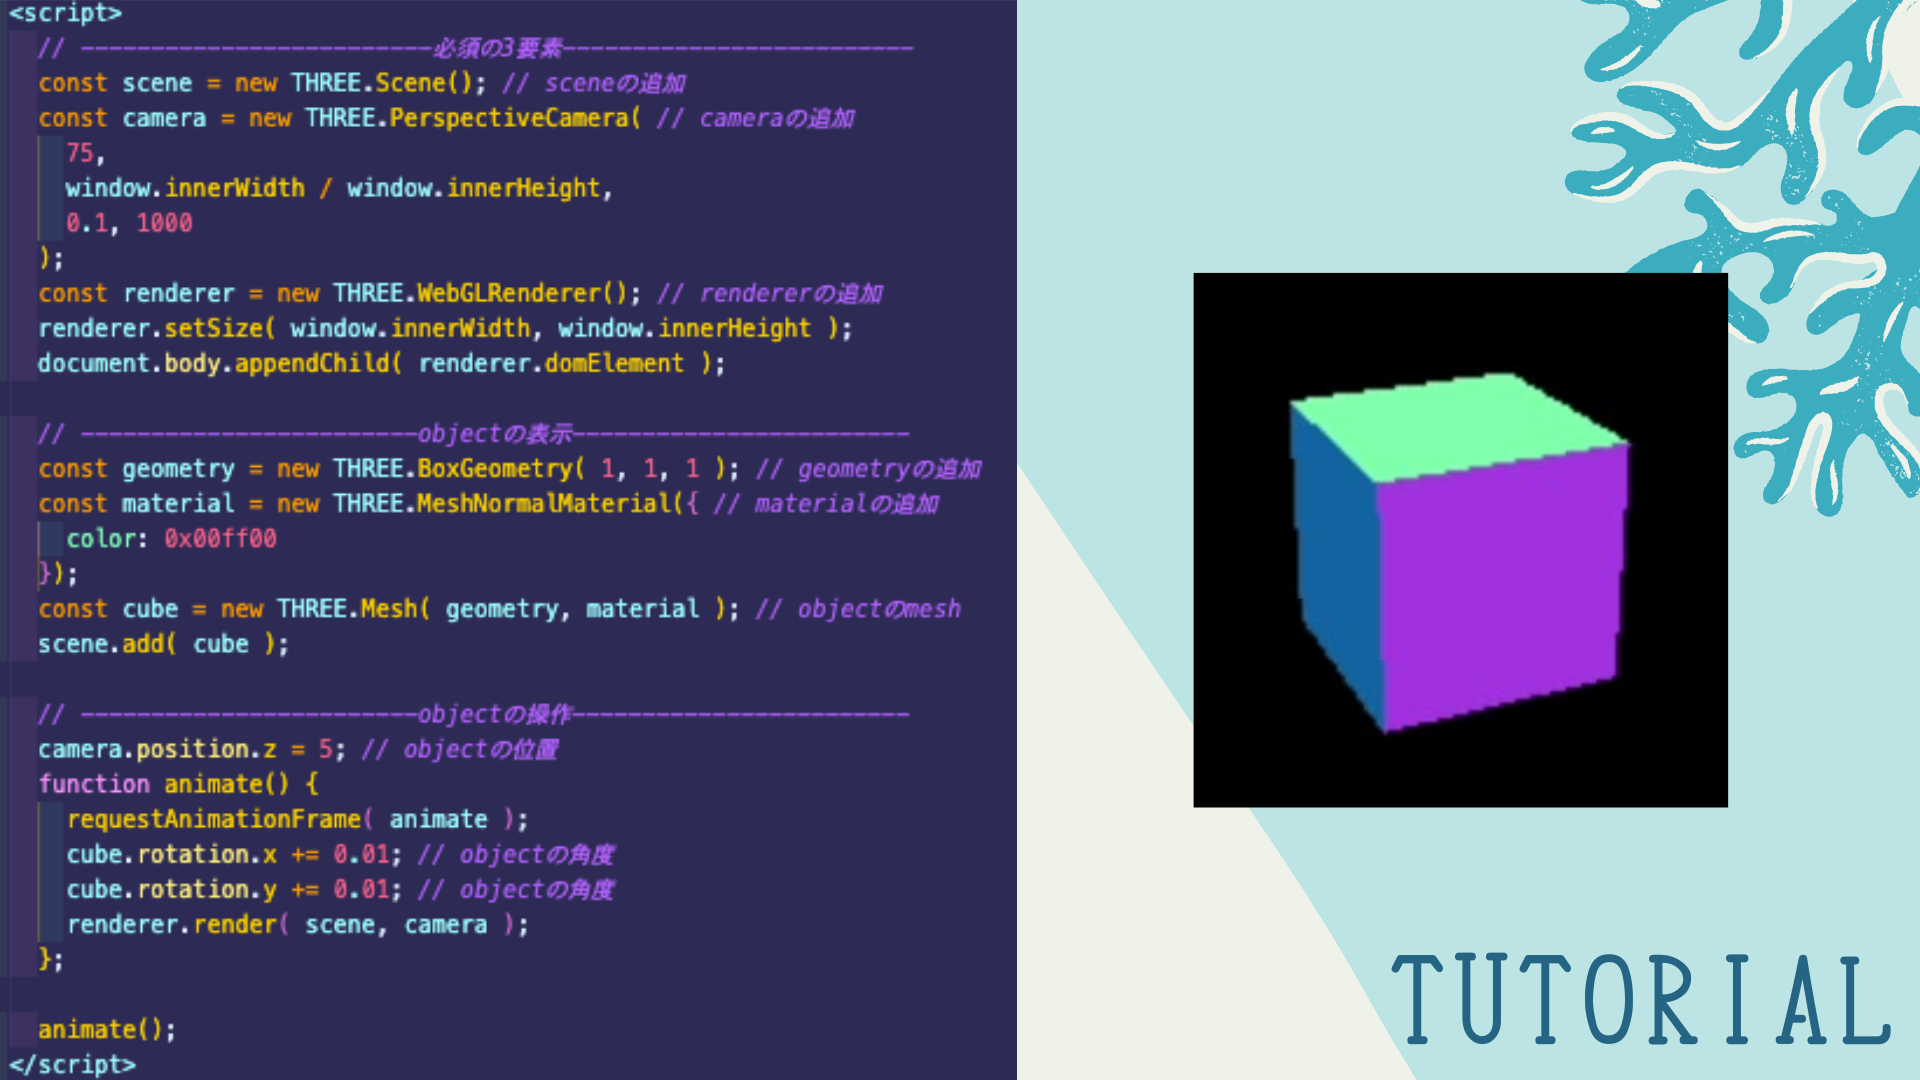 <script>
// —————————————————————————必須の3要素—————————————————————————
const scene = new THREE.Scene(); // sceneの追加
const camera = new THREE.PerspectiveCamera( // cameraの追加
75,
window.innerWidth / window.innerHeight,
0.1, 1000
);
const renderer = new THREE.WebGLRenderer(); // rendererの追加
renderer.setSize( window.innerWidth, window.innerHeight );
document.body.appendChild( renderer.domElement );
// ————————————————————————objectの表示————————————————————————
const geometry = new THREE.BoxGeometry( 1, 1, 1 ); // geometryの追加
const material = new THREE.MeshNormalMaterial({ // materialの追加
color: 0x00ff00
});
const cube = new THREE.Mesh( geometry, material ); // objectのmesh
scene.add( cube );
// ————————————————————————objectの操作————————————————————————
camera.position.z = 5; // objectの位置
function animate() {
requestAnimationFrame( animate );
cube.rotation.x += 0.01; // objectの角度
cube.rotation.y += 0.01; // objectの角度
renderer.render( scene, camera );
};
animate();
</script>
TUTORIAL